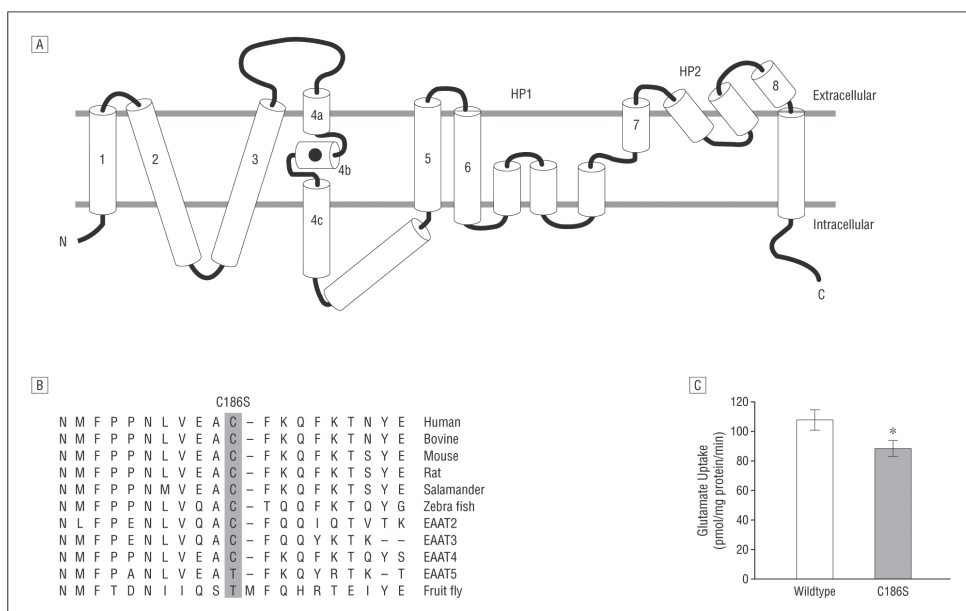 A
HP1
HP2
8
Extracellular
4a
7
1
2
3
5
6
4b
4c
Intracellular
N
C
B
C186S
N M F P P N L V E A C – F K Q F K T N Y E Human
N M F P P N L V E A C – F K Q F K T N Y E Bovine
N M F P P N L V E A C – F K Q F K T S Y E Mouse
N M F P P N L V E A C – F K Q F K T S Y E Rat
N M F P P N M V E A C – F K Q F K T S Y E Salamander
N M F P P N L V Q A C – T Q Q F K T Q Y G Zebra fish
N L F P E N L V Q A C – F Q Q I Q T V T K EAAT2
N M F P E N L V Q A C – F Q Q Y K T K – – EAAT3
N M F P P N L V E A C – F K Q F K T Q Y S EAAT4
N M F P A N L V E A T – F K Q Y R T K – T EAAT5
N M F T D N I I Q S T M F Q H R T E I Y E Fruit fly
C
Glutamate Uptake
(pmol/mg protein/min)
120
100
80
60
40
20
0
*
Wildtype C186S